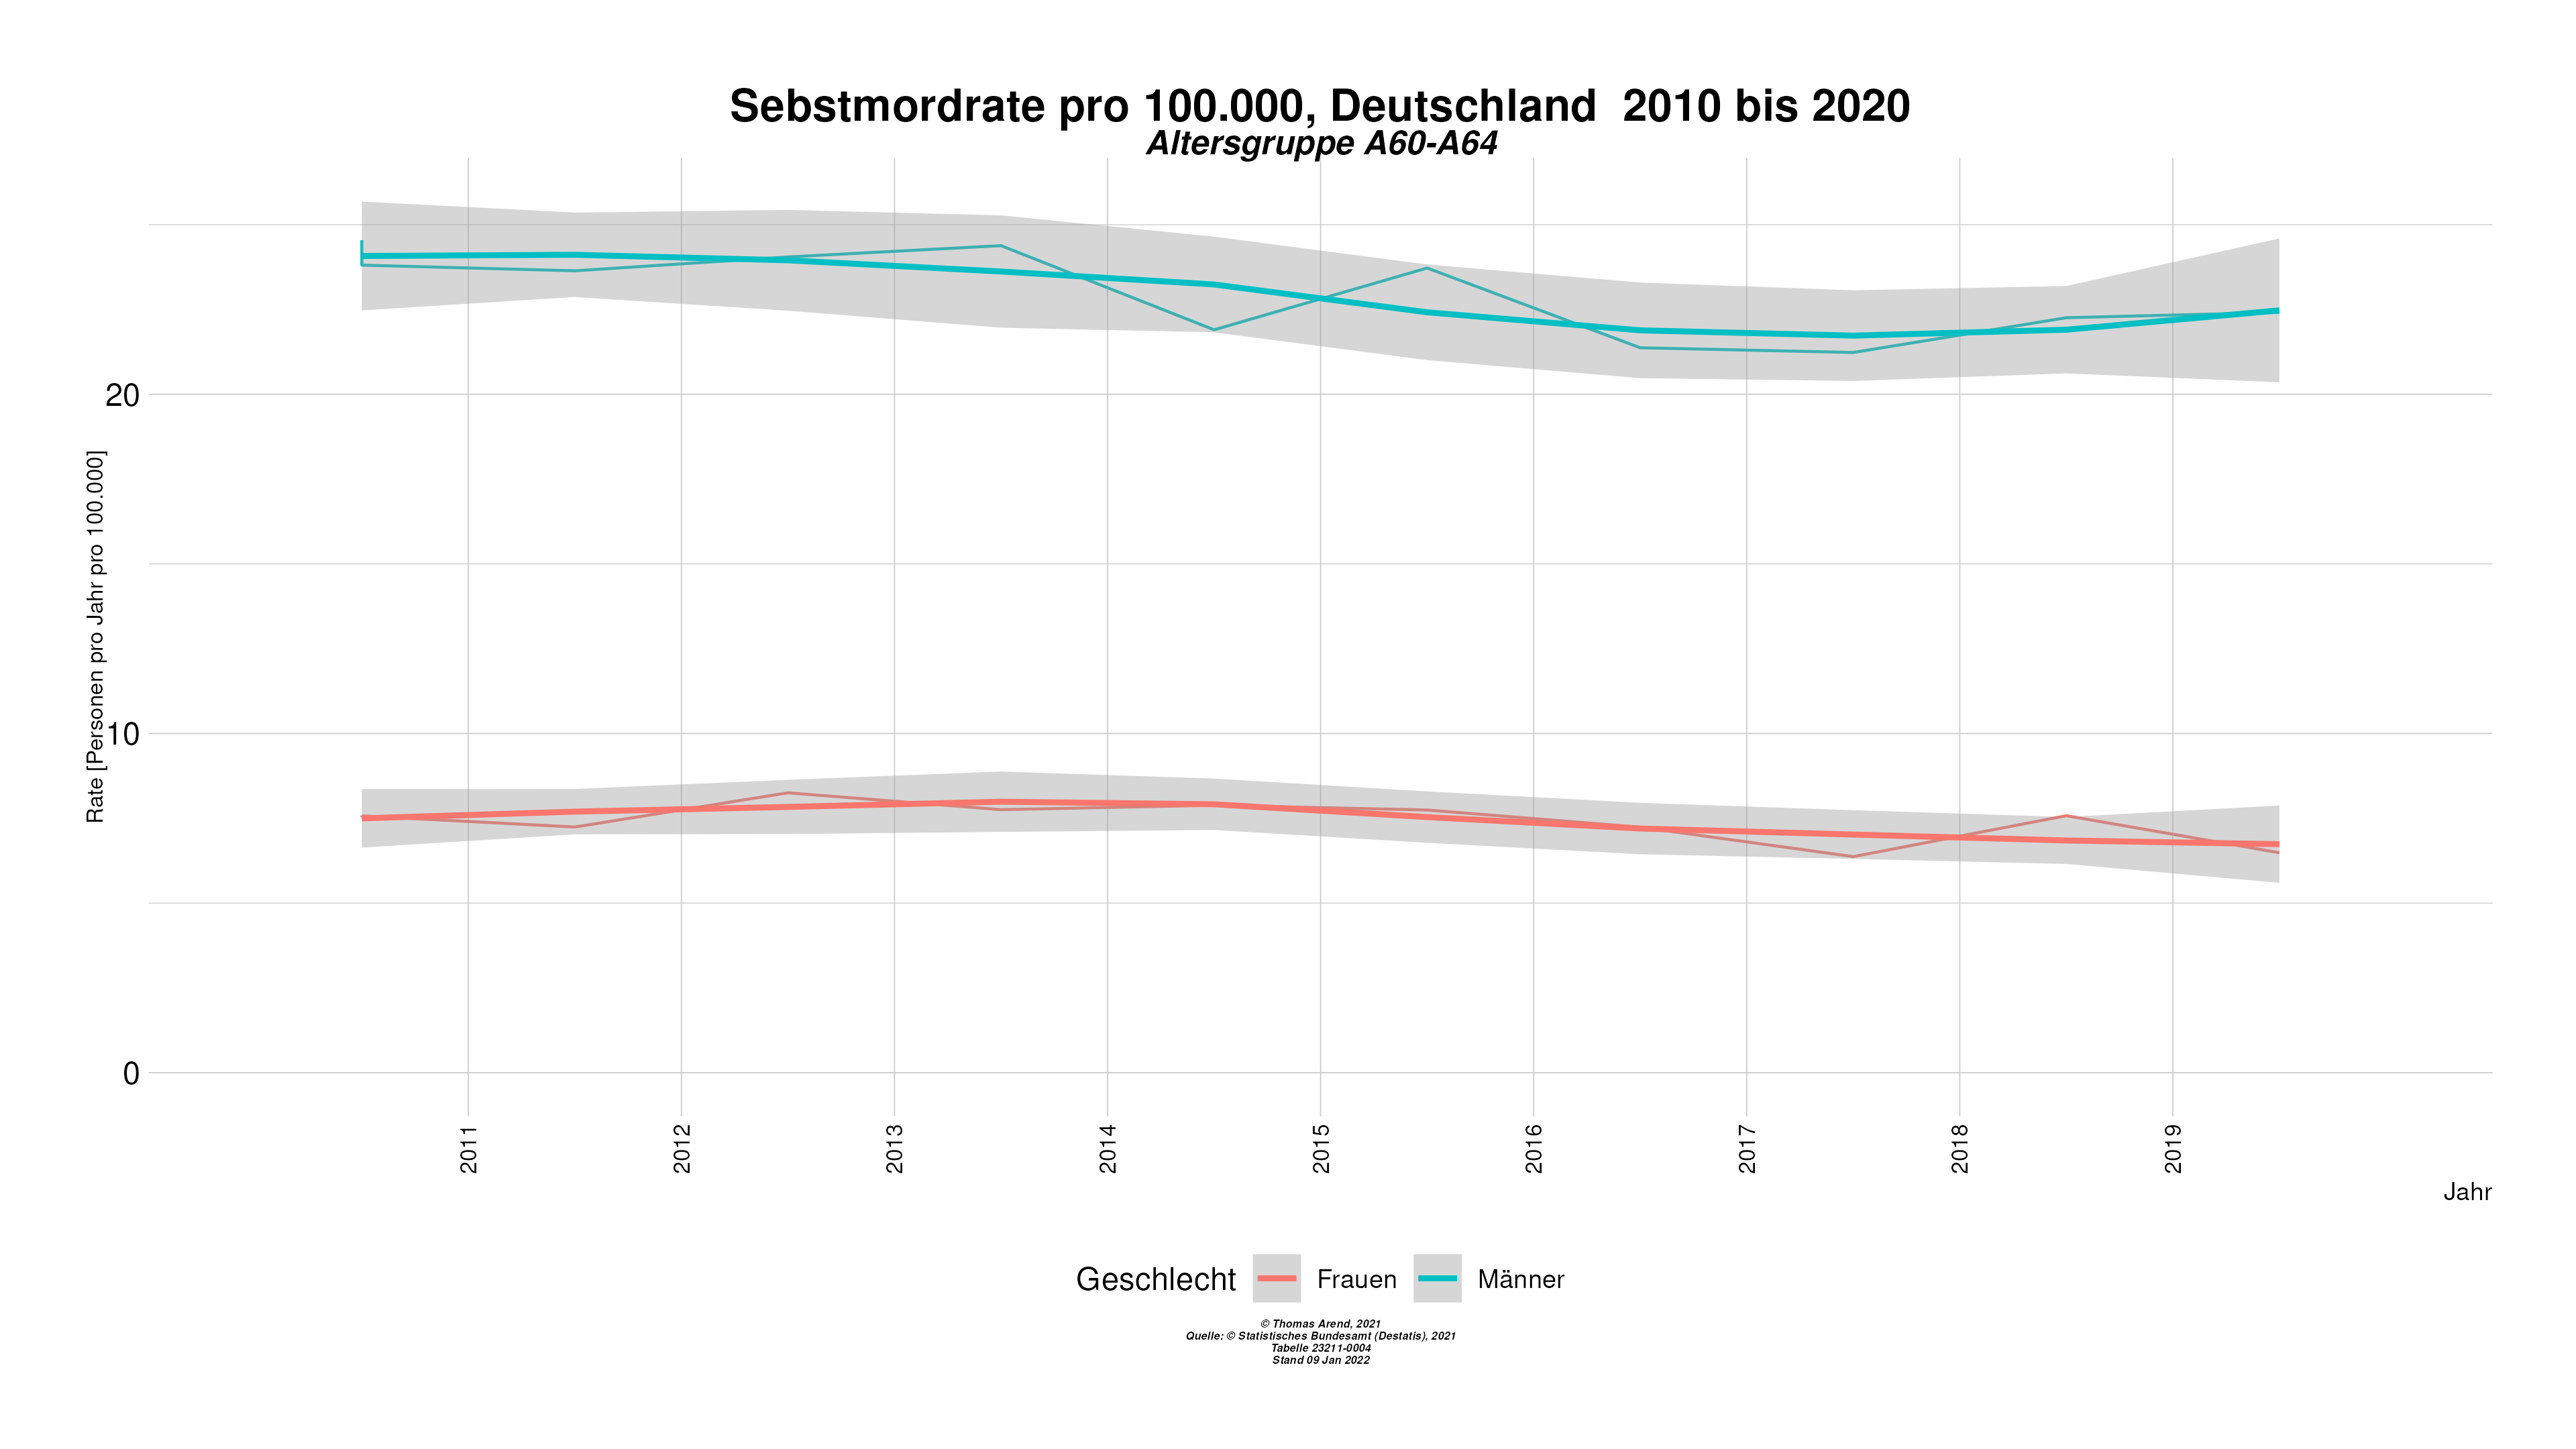 Sebstmordrate pro 100.000, Deutschland  2010 bis 2020
Altersgruppe A60-A64
Rate [Personen pro Jahr pro 100.000]
20
10
0
2011
2012
2013
2014
2015
2016
2017
2018
2019
Jahr
Geschlecht Frauen Männer
© Thomas Arend, 2021
Quelle: © Statistisches Bundesamt (Destatis), 2021
Tabelle 23211-0004
Stand 09 Jan 2022